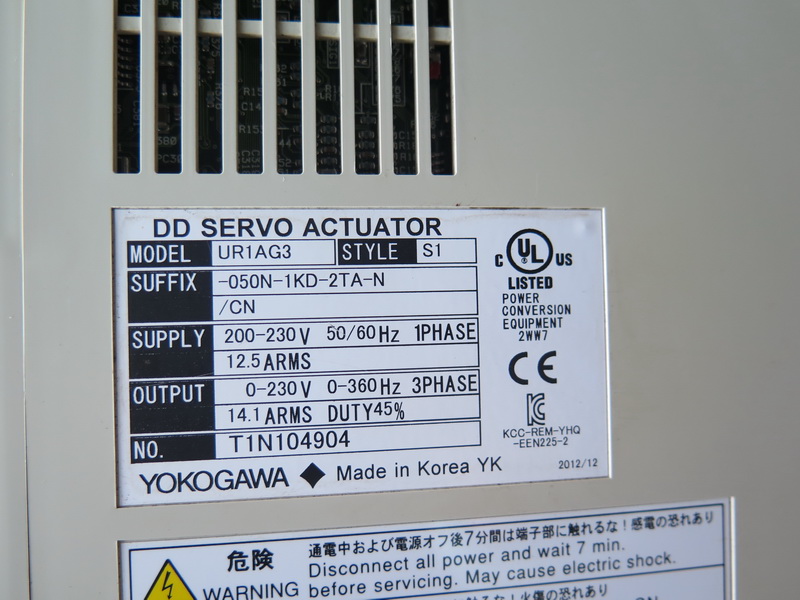 DD SERVO ACTUATOR
MODEL UR1AG3 STYLE S1
SUFFIX -050N-1KD-2TA-N
/CN
SUPPLY 200-230V 50/60Hz 1PHASE
12.5ARMS
OUTPUT 0-230V 0-360Hz 3PHASE
14.1ARMS DUTY45%
NO. T1N104904
YOKOGAWA Made in Korea YK
C UL US
LISTED
POWER
CONVERSION
EQUIPMENT
2WW7
CE
KC
KCC-REM-YHQ
-EEN225-2
2012/12
危険
WARNING
通電中および電源オフ後7分間は端子部に触れるな!感電の恐れあり
Disconnect all power and wait 7 min.
before servicing. May cause electric shock.